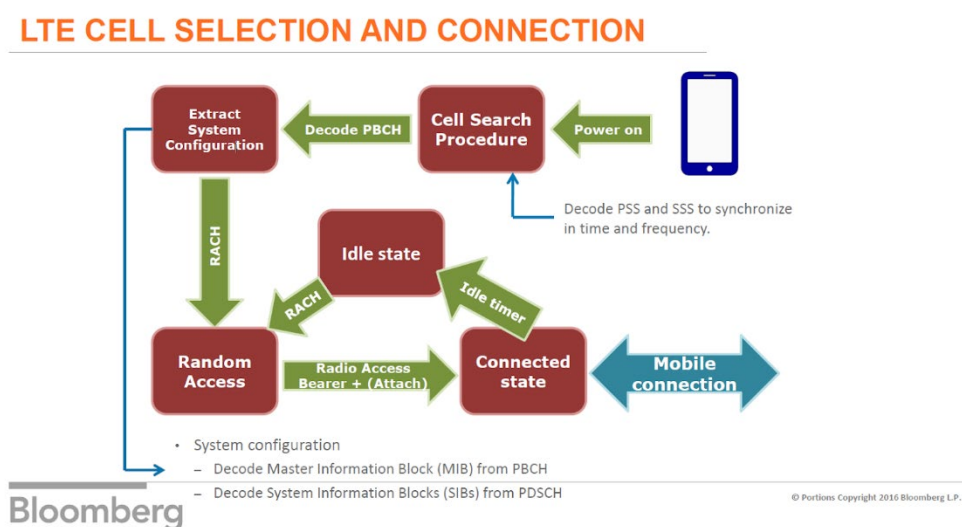 LTE CELL SELECTION AND CONNECTION
Extract
System
Configuration
Decode PBCH
Cell Search
Procedure
Power on
Decode PSS and SSS to synchronize
in time and frequency.
RACH
Idle state
RACH
Idle timer
Random
Access
Radio Access
Bearer + (Attach)
Connected
state
Mobile
connection
• System configuration
– Decode Master Information Block (MIB) from PBCH
– Decode System Information Blocks (SIBs) from PDSCH
Bloomberg
© Portions Copyright 2016 Bloomberg L.P.